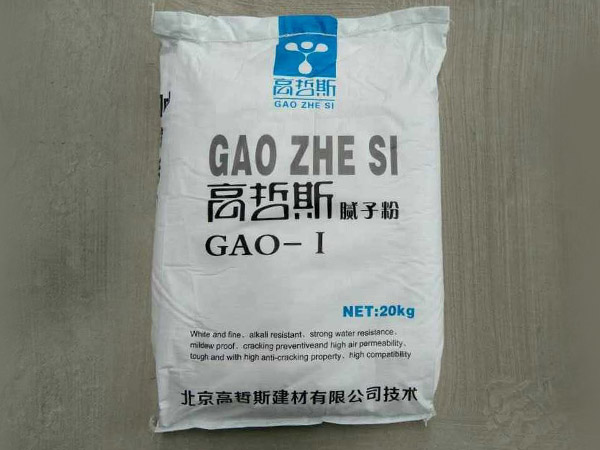 高哲斯
GAO ZHE SI
GAO ZHE SI
高哲斯 腻子粉
GAO-I
NET:20kg
White and fine、alkali resistant、strong water resistance、
mildew proof、cracking preventiveand high air permeability、
tough and with high anti-cracking property、high compatibility
北京高哲斯建材有限公司技术